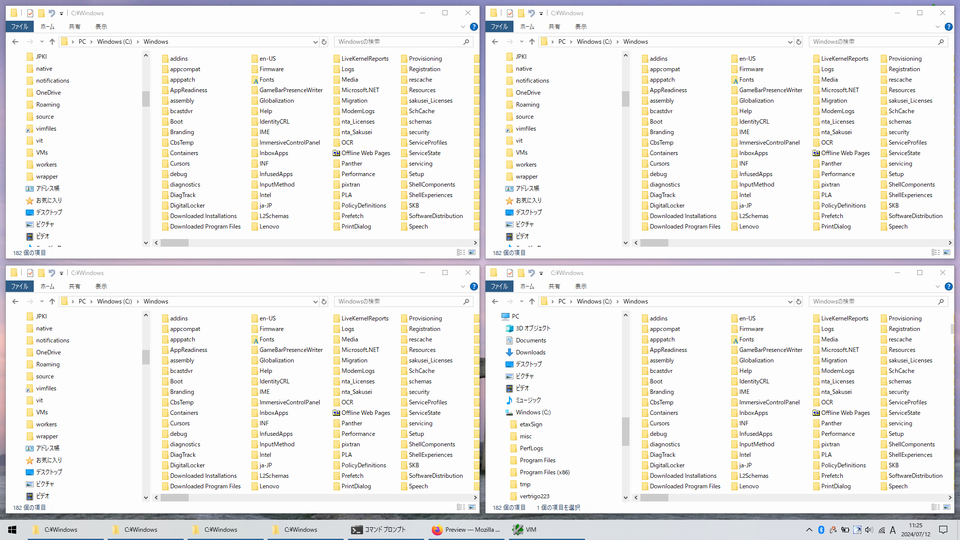 C:¥Windows
ファイル ホーム 共有 表示
PC > Windows (C:) > Windows
Windowsの検索
JPKI
native
notifications
OneDrive
Roaming
source
vimfiles
vit
VMs
workers
wrapper
アドレス帳
お気に入り
デスクトップ
ピクチャ
ビデオ
addins en-US LiveKernelReports Provisioning
appcompat Firmware Logs Registration
apppatch Fonts Media rescache
AppReadiness GameBarPresenceWriter Microsoft.NET Resources
assembly Globalization Migration sakusei_Licenses
bcastdvr Help ModemLogs SchCache
Boot IdentityCRL nta_Licenses schemas
Branding IME nta_Sakusei security
CbsTemp ImmersiveControlPanel OCR ServiceProfiles
Containers InboxApps Offline Web Pages ServiceState
Cursors INF Panther servicing
debug InfusedApps Performance Setup
diagnostics InputMethod pixtran ShellComponents
DiagTrack Intel PLA ShellExperiences
DigitalLocker ja-JP PolicyDefinitions SKB
Downloaded Installations L2Schemas Prefetch SoftwareDistribution
Downloaded Program Files Lenovo PrintDialog Speech
182 個の項目
C:¥Windows
ファイル ホーム 共有 表示
PC > Windows (C:) > Windows
Windowsの検索
JPKI
native
notifications
OneDrive
Roaming
source
vimfiles
vit
VMs
workers
wrapper
アドレス帳
お気に入り
デスクトップ
ピクチャ
ビデオ
addins en-US LiveKernelReports Provisioning
appcompat Firmware Logs Registration
apppatch Fonts Media rescache
AppReadiness GameBarPresenceWriter Microsoft.NET Resources
assembly Globalization Migration sakusei_Licenses
bcastdvr Help ModemLogs SchCache
Boot IdentityCRL nta_Licenses schemas
Branding IME nta_Sakusei security
CbsTemp ImmersiveControlPanel OCR ServiceProfiles
Containers InboxApps Offline Web Pages ServiceState
Cursors INF Panther servicing
debug InfusedApps Performance Setup
diagnostics InputMethod pixtran ShellComponents
DiagTrack Intel PLA ShellExperiences
DigitalLocker ja-JP PolicyDefinitions SKB
Downloaded Installations L2Schemas Prefetch SoftwareDistribution
Downloaded Program Files Lenovo PrintDialog Speech
182 個の項目
C:¥Windows
ファイル ホーム 共有 表示
PC > Windows (C:) > Windows
Windowsの検索
JPKI
native
notifications
OneDrive
Roaming
source
vimfiles
vit
VMs
workers
wrapper
アドレス帳
お気に入り
デスクトップ
ピクチャ
ビデオ
addins en-US LiveKernelReports Provisioning
appcompat Firmware Logs Registration
apppatch Fonts Media rescache
AppReadiness GameBarPresenceWriter Microsoft.NET Resources
assembly Globalization Migration sakusei_Licenses
bcastdvr Help ModemLogs SchCache
Boot IdentityCRL nta_Licenses schemas
Branding IME nta_Sakusei security
CbsTemp ImmersiveControlPanel OCR ServiceProfiles
Containers InboxApps Offline Web Pages ServiceState
Cursors INF Panther servicing
debug InfusedApps Performance Setup
diagnostics InputMethod pixtran ShellComponents
DiagTrack Intel PLA ShellExperiences
DigitalLocker ja-JP PolicyDefinitions SKB
Downloaded Installations L2Schemas Prefetch SoftwareDistribution
Downloaded Program Files Lenovo PrintDialog Speech
182 個の項目
C:¥Windows
ファイル ホーム 共有 表示
PC > Windows (C:) > Windows
Windowsの検索
PC
3D オブジェクト
Documents
Downloads
デスクトップ
ピクチャ
ビデオ
ミュージック
Windows (C:)
etaxSign
misc
PerfLogs
Program Files
Program Files (x86)
tmp
vertrigo223
addins en-US LiveKernelReports Provisioning
appcompat Firmware Logs Registration
apppatch Fonts Media rescache
AppReadiness GameBarPresenceWriter Microsoft.NET Resources
assembly Globalization Migration sakusei_Licenses
bcastdvr Help ModemLogs SchCache
Boot IdentityCRL nta_Licenses schemas
Branding IME nta_Sakusei security
CbsTemp ImmersiveControlPanel OCR ServiceProfiles
Containers InboxApps Offline Web Pages ServiceState
Cursors INF Panther servicing
debug InfusedApps Performance Setup
diagnostics InputMethod pixtran ShellComponents
DiagTrack Intel PLA ShellExperiences
DigitalLocker ja-JP PolicyDefinitions SKB
Downloaded Installations L2Schemas Prefetch SoftwareDistribution
Downloaded Program Files Lenovo PrintDialog Speech
182 個の項目 1 個の項目を選択
C:¥Windows C:¥Windows C:¥Windows C:¥Windows コマンド プロンプト Preview — Mozilla ... VIM A 11:25
2024/07/12